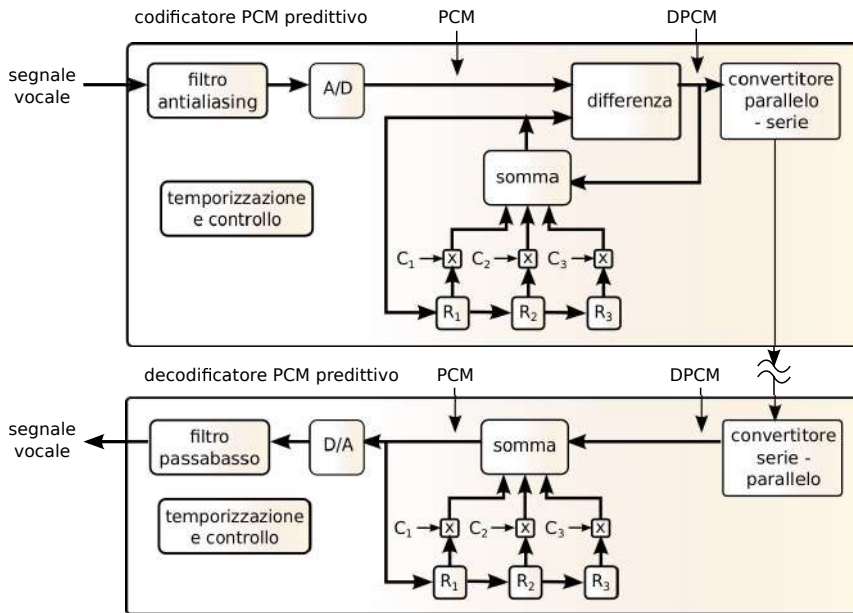 codificatore PCM predittivo
PCM
DPCM
segnale
vocale
filtro
antialiasing
A/D
differenza
convertitore
parallelo
- serie
somma
temporizzazione
e controllo
C1
x
C2
x
C3
x
R1
R2
R3
decodificatore PCM predittivo
PCM
DPCM
segnale
vocale
filtro
passabasso
D/A
somma
convertitore
serie -
parallelo
temporizzazione
e controllo
C1
x
C2
x
C3
x
R1
R2
R3